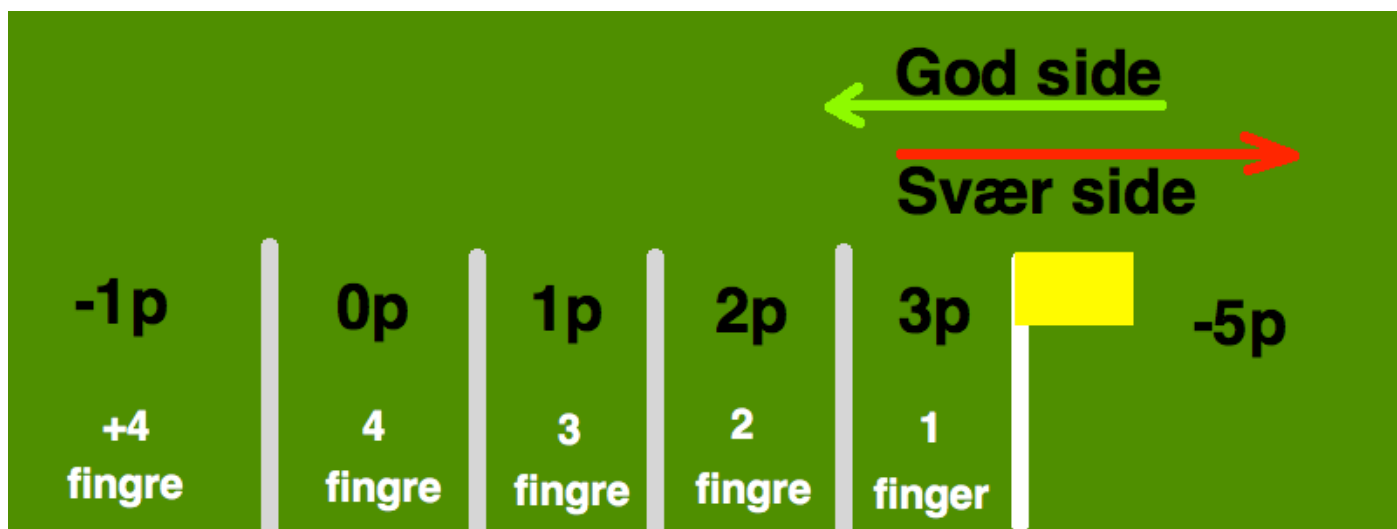 God side
Svær side
-1p 0p 1p 2p 3p -5p
+4 4 3 2 1
fingre fingre fingre fingre finger